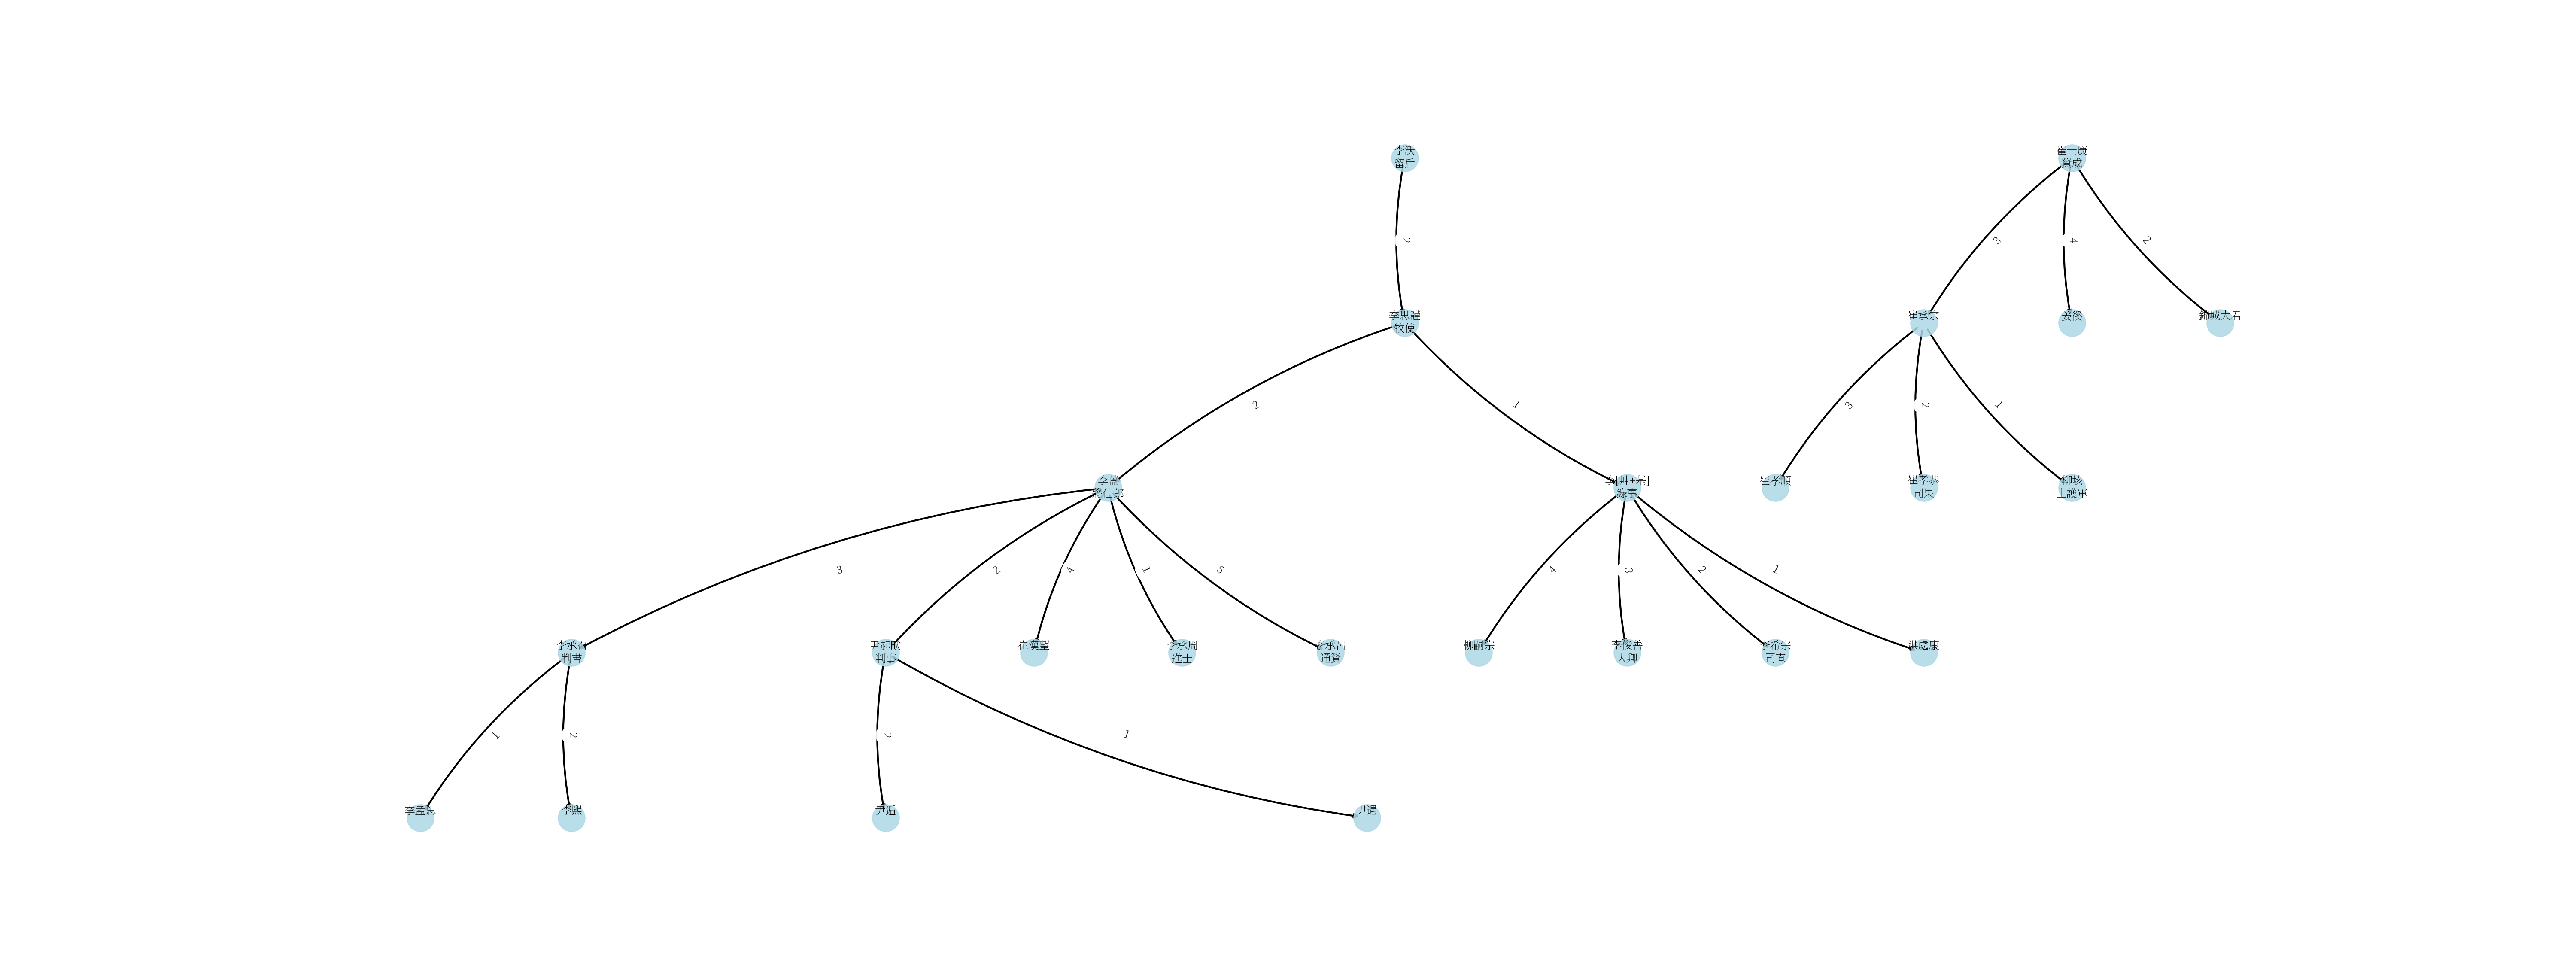 李沃
留后
崔士康
贊成
2
3
4
2
李思謹
牧使
崔承宗
姜徯
錦城大君
2
1
3
2
1
李藎
將仕郎
李[艸+基]
錄事
崔孝順
崔孝恭
司果
柳垓
上護軍
3
2
4
1
5
4
3
2
1
李承召
判書
尹起畎
判事
崔漢望
李承周
進士
李承呂
通贊
柳嗣宗
李俊善
大卿
李希宗
司直
洪處康
1
2
2
1
李孟思
李熙
尹逅
尹遇